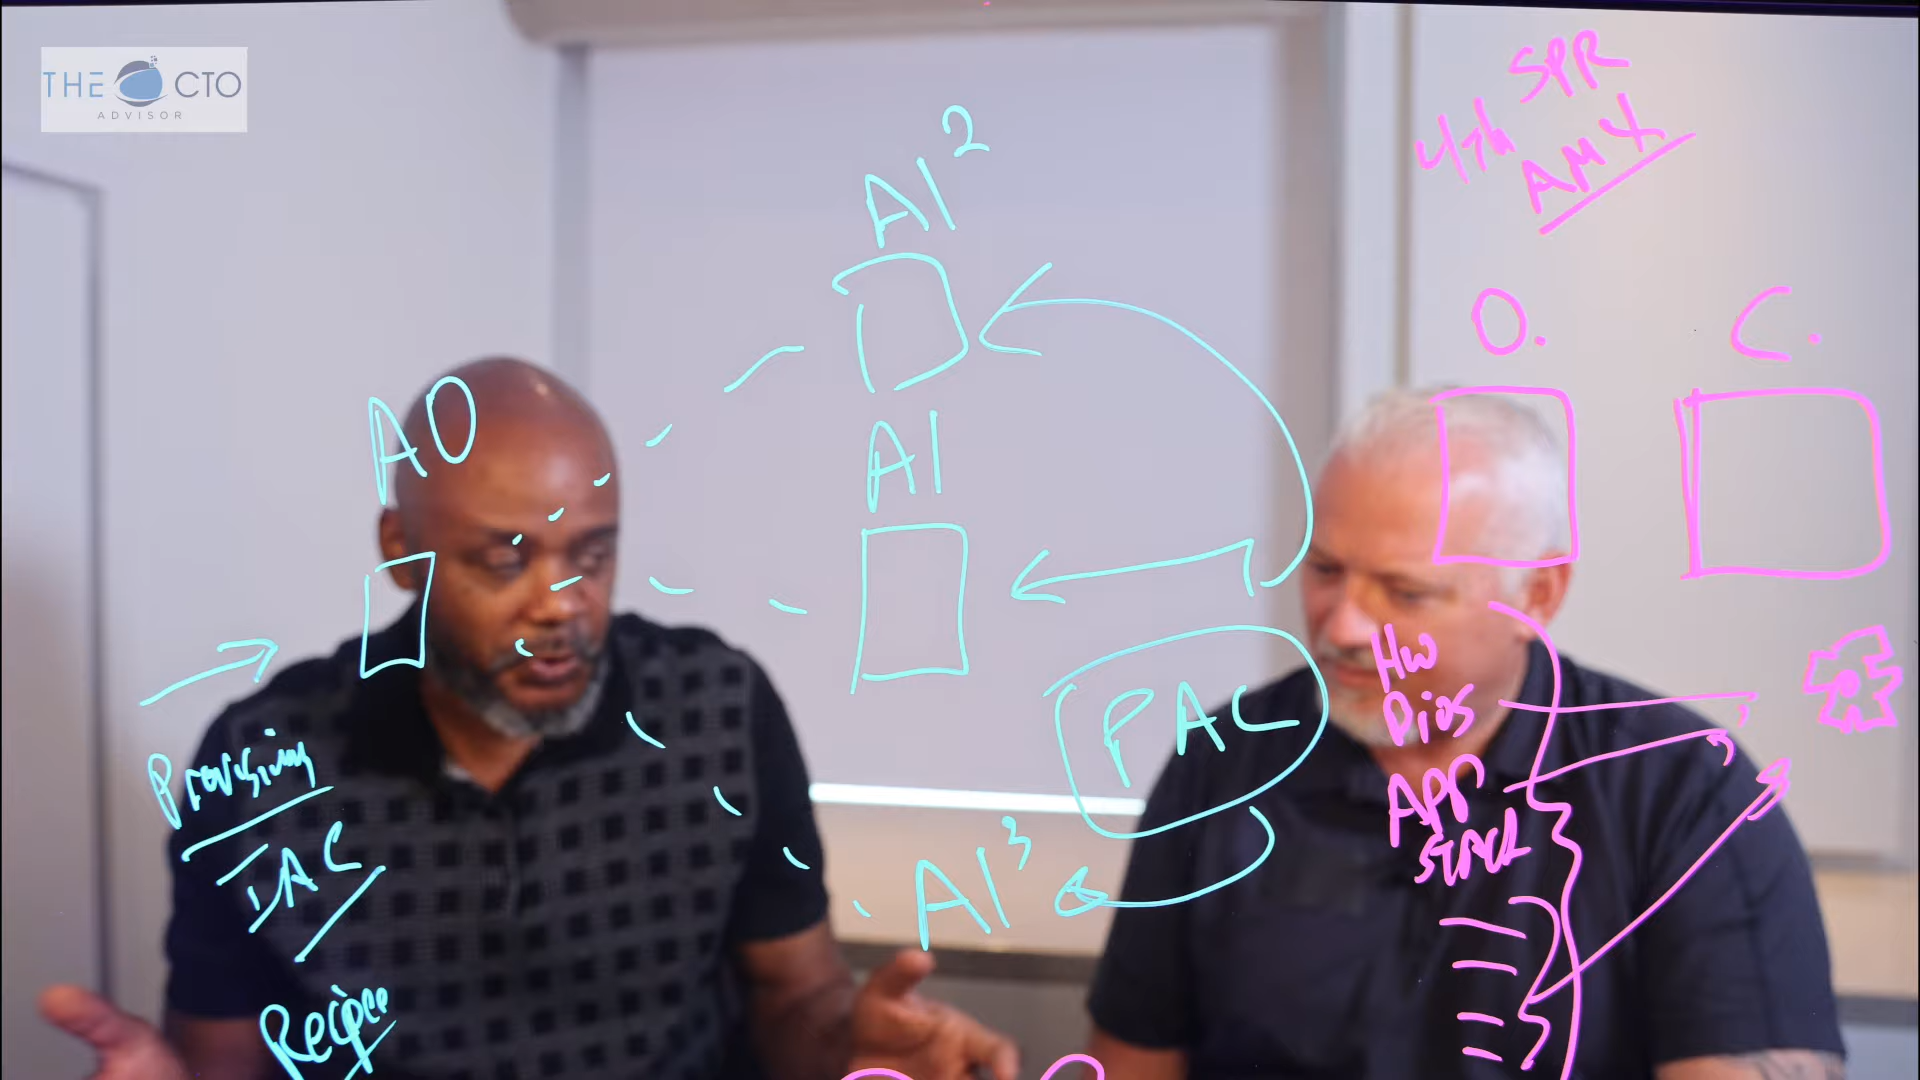 THE CTO
ADVISOR
SPR
4th
AMX
AI²
O.
C.
AO
AI
HW
Bios
PAC
APP
STACK
Provisioning
IAC
AI³
Recipe